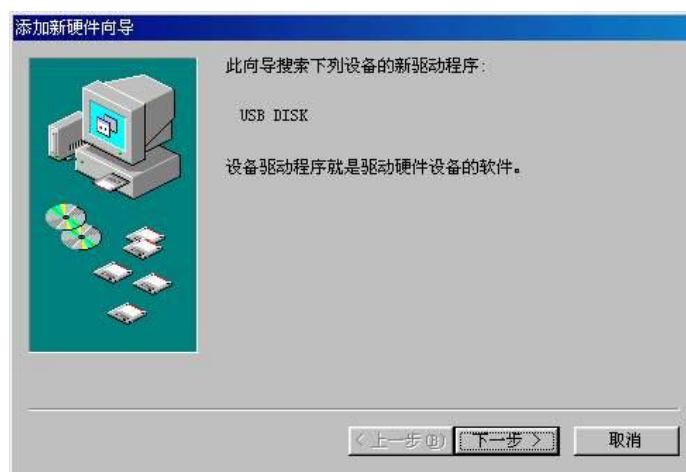 添加新硬件向导
此向导搜索下列设备的新驱动程序:
USB DISK
设备驱动程序就是驱动硬件设备的软件。
< 上一步(B) 下一步 > 取消